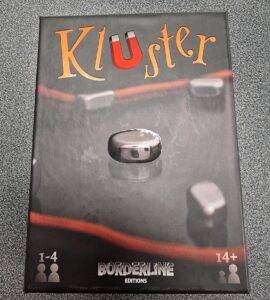 Kluster
1-4
14+
BORDERLINE
EDITIONS